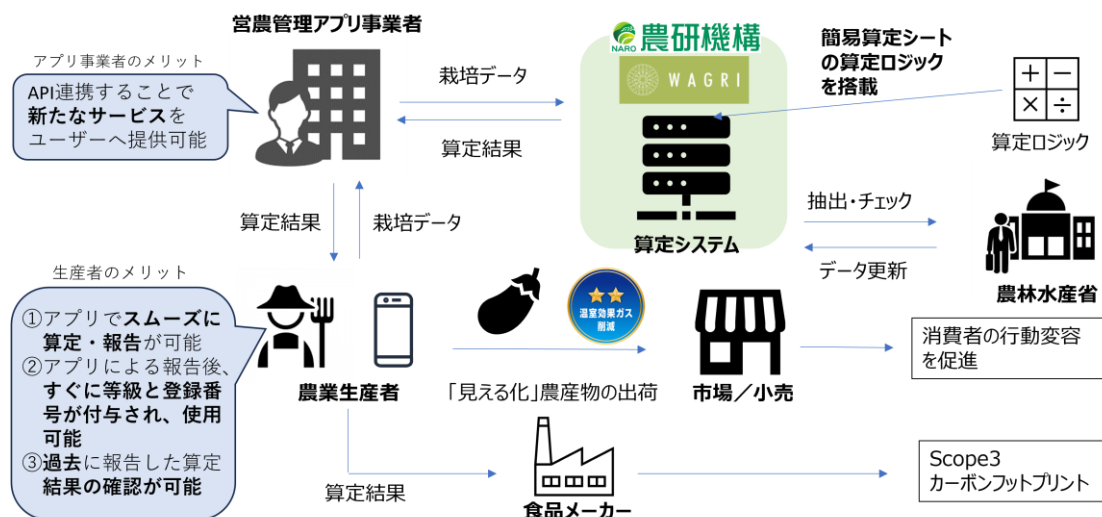 営農管理アプリ事業者
アプリ事業者のメリット
API連携することで
新たなサービスを
ユーザーへ提供可能
栽培データ
算定結果
NARO 農研機構
WAGRI
算定システム
簡易算定シート
の算定ロジック
を搭載
+ −
× ÷
算定ロジック
算定結果
栽培データ
抽出・チェック
データ更新
農林水産省
生産者のメリット
①アプリでスムーズに
算定・報告が可能
②アプリによる報告後、
すぐに等級と登録番
号が付与され、使用
可能
③過去に報告した算定
結果の確認が可能
農業生産者
温室効果ガス
削減
「見える化」農産物の出荷
市場／小売
消費者の行動変容
を促進
算定結果
食品メーカー
Scope3
カーボンフットプリント